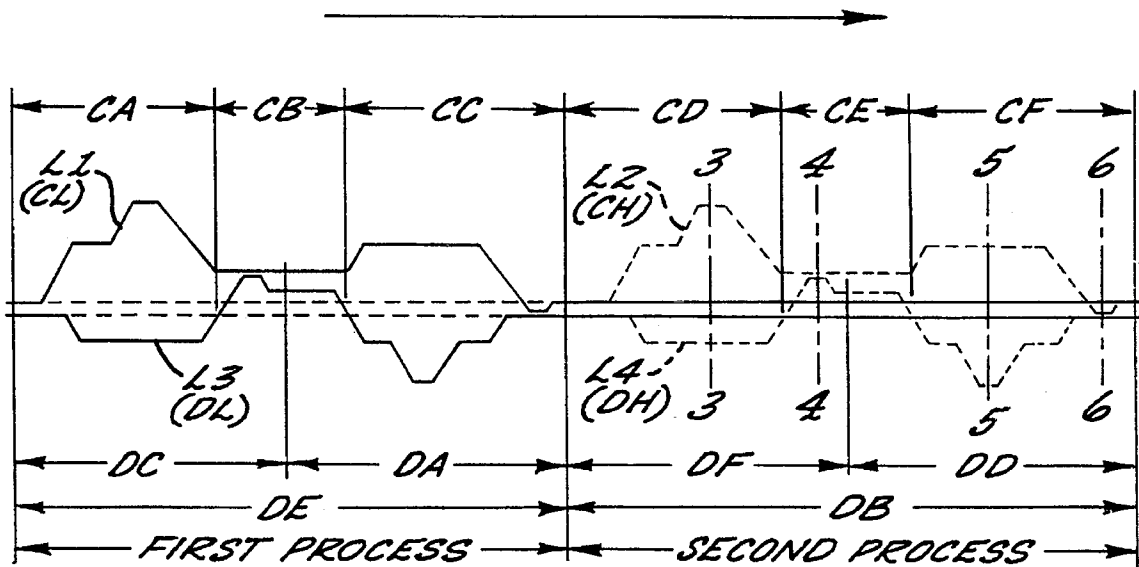 CA CB CC CD CE CF
L1
(CL)
L2
(CH)
3 4 5 6
L3
(DL)
L4
(DH)
3 4 5 6
DC DA DF DD
DE DB
FIRST PROCESS SECOND PROCESS